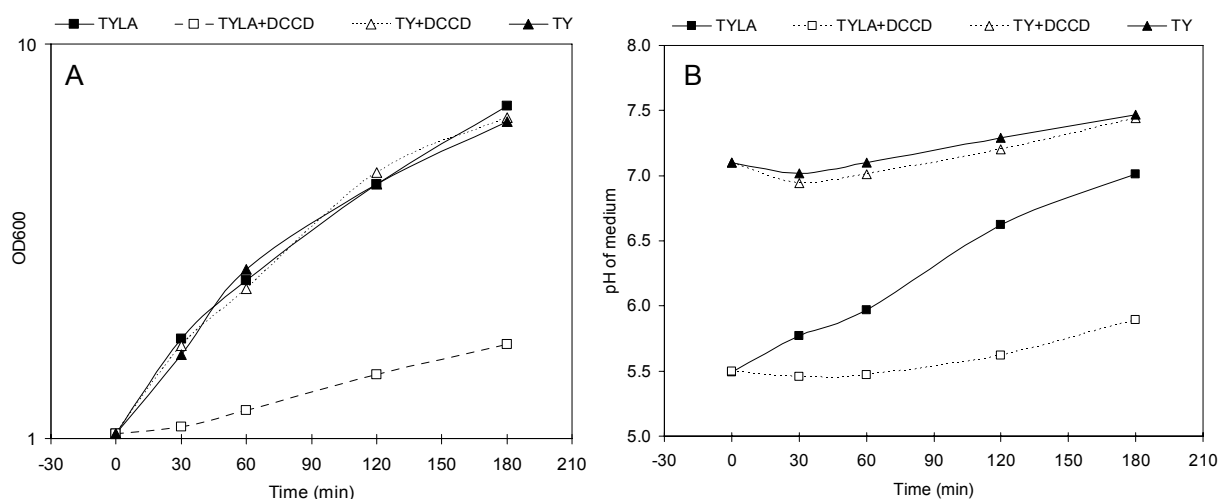 TYLA TYLA+DCCD TY+DCCD TY
A
10
1
OD600
-30 0 30 60 90 120 150 180 210
Time (min)
TYLA TYLA+DCCD TY+DCCD TY
B
8.0
7.5
7.0
6.5
6.0
5.5
5.0
pH of medium
-30 0 30 60 90 120 150 180 210
Time (min)